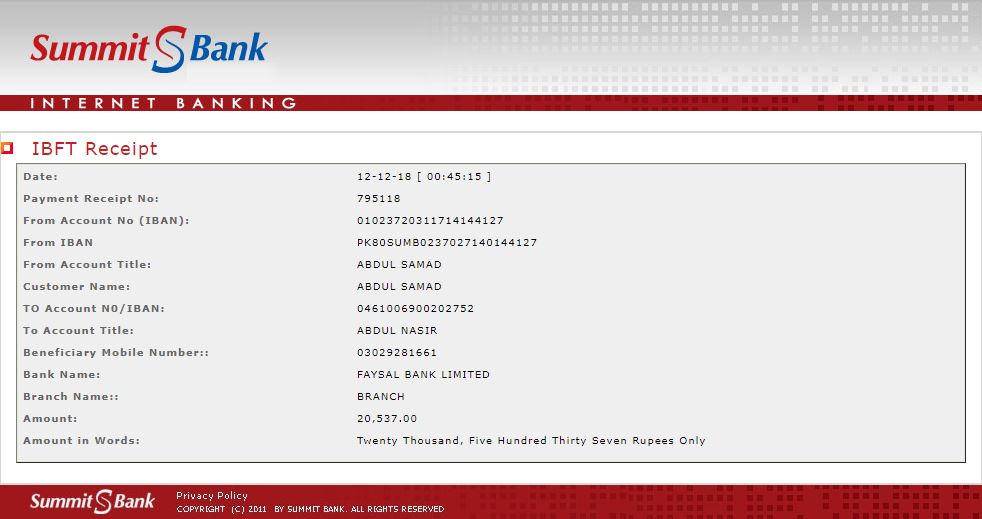 Summit S Bank
INTERNET BANKING
IBFT Receipt
Date: 12-12-18 [ 00:45:15 ]
Payment Receipt No: 795118
From Account No (IBAN): 01023720311714144127
From IBAN PK80SUMB0237027140144127
From Account Title: ABDUL SAMAD
Customer Name: ABDUL SAMAD
TO Account N0/IBAN: 0461006900202752
To Account Title: ABDUL NASIR
Beneficiary Mobile Number:: 03029281661
Bank Name: FAYSAL BANK LIMITED
Branch Name:: BRANCH
Amount: 20,537.00
Amount in Words: Twenty Thousand, Five Hundred Thirty Seven Rupees Only
Summit S Bank
Privacy Policy
COPYRIGHT (C) 2011 BY SUMMIT BANK. ALL RIGHTS RESERVED